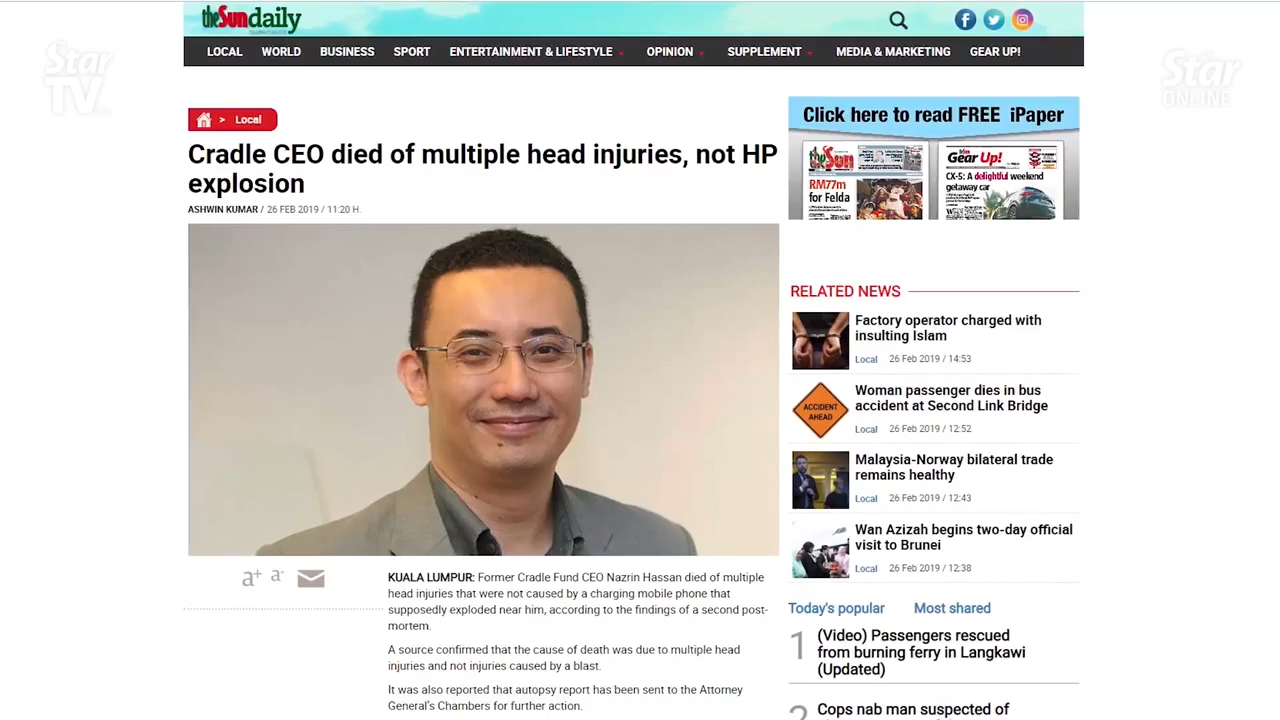 theSundaily
Star
TV
Star
ONLINE
LOCAL WORLD BUSINESS SPORT ENTERTAINMENT & LIFESTYLE OPINION SUPPLEMENT MEDIA & MARKETING GEAR UP!
> Local
Cradle CEO died of multiple head injuries, not HP
explosion
ASHWIN KUMAR / 26 FEB 2019 / 11:20 H.
a+ a-
KUALA LUMPUR: Former Cradle Fund CEO Nazrin Hassan died of multiple
head injuries that were not caused by a charging mobile phone that
supposedly exploded near him, according to the findings of a second post-
mortem.
A source confirmed that the cause of death was due to multiple head
injuries and not injuries caused by a blast.
It was also reported that autopsy report has been sent to the Attorney
General's Chambers for further action.
Click here to read FREE iPaper
theSun
RM77m
for Felda
Gear Up!
CX-5: A delightful weekend
getaway car
RELATED NEWS
Factory operator charged with
insulting Islam
Local 26 Feb 2019 / 14:53
ACCIDENT
AHEAD
Woman passenger dies in bus
accident at Second Link Bridge
Local 26 Feb 2019 / 12:52
Malaysia-Norway bilateral trade
remains healthy
Local 26 Feb 2019 / 12:43
Wan Azizah begins two-day official
visit to Brunei
Local 26 Feb 2019 / 12:38
Today's popular Most shared
1 (Video) Passengers rescued
from burning ferry in Langkawi
(Updated)
2 Cops nab man suspected of